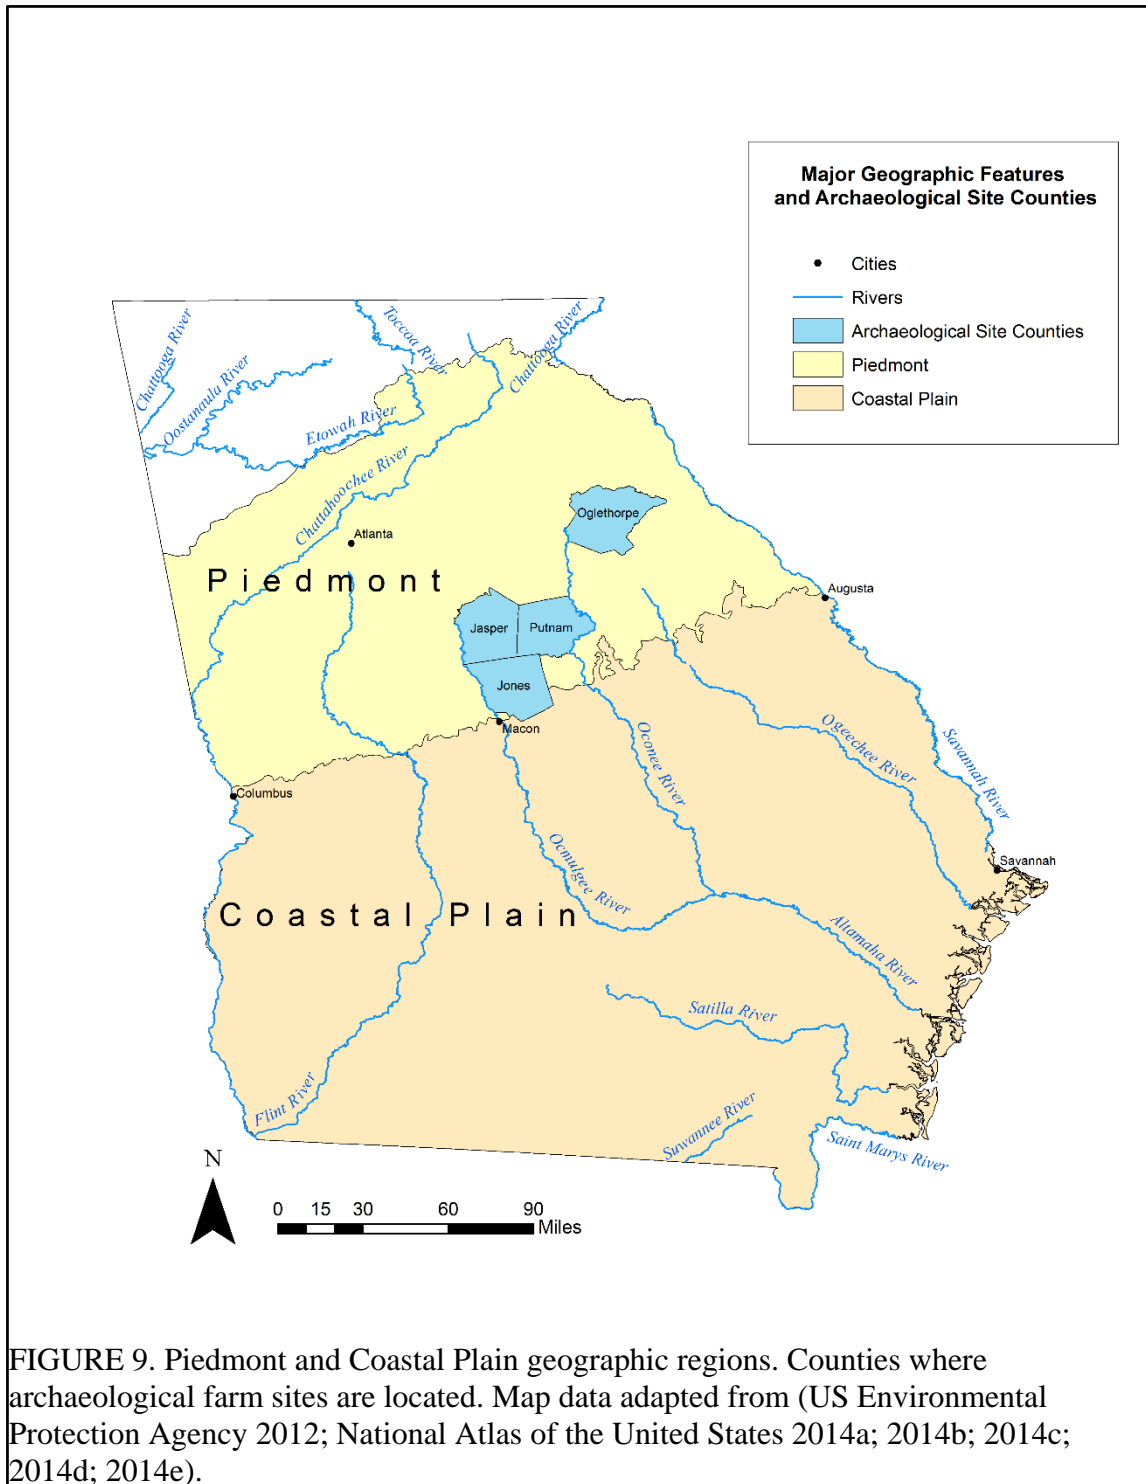 Major Geographic Features
and Archaeological Site Counties
Cities
Rivers
Archaeological Site Counties
Piedmont
Coastal Plain
Chattooga River
Toccoa River
Chattooga River
Oostanaula River
Etowah River
Chattahoochee River
Oglethorpe
Atlanta
Piedmont
Augusta
Jasper
Putnam
Jones
Macon
Columbus
Oconee River
Ogeechee River
Savannah River
Savannah
Ocmulgee River
Coastal Plain
Altamaha River
Satilla River
Flint River
Suwannee River
Saint Marys River
N
0 15 30 60 90
Miles
FIGURE 9. Piedmont and Coastal Plain geographic regions. Counties where
archaeological farm sites are located. Map data adapted from (US Environmental
Protection Agency 2012; National Atlas of the United States 2014a; 2014b; 2014c;
2014d; 2014e).